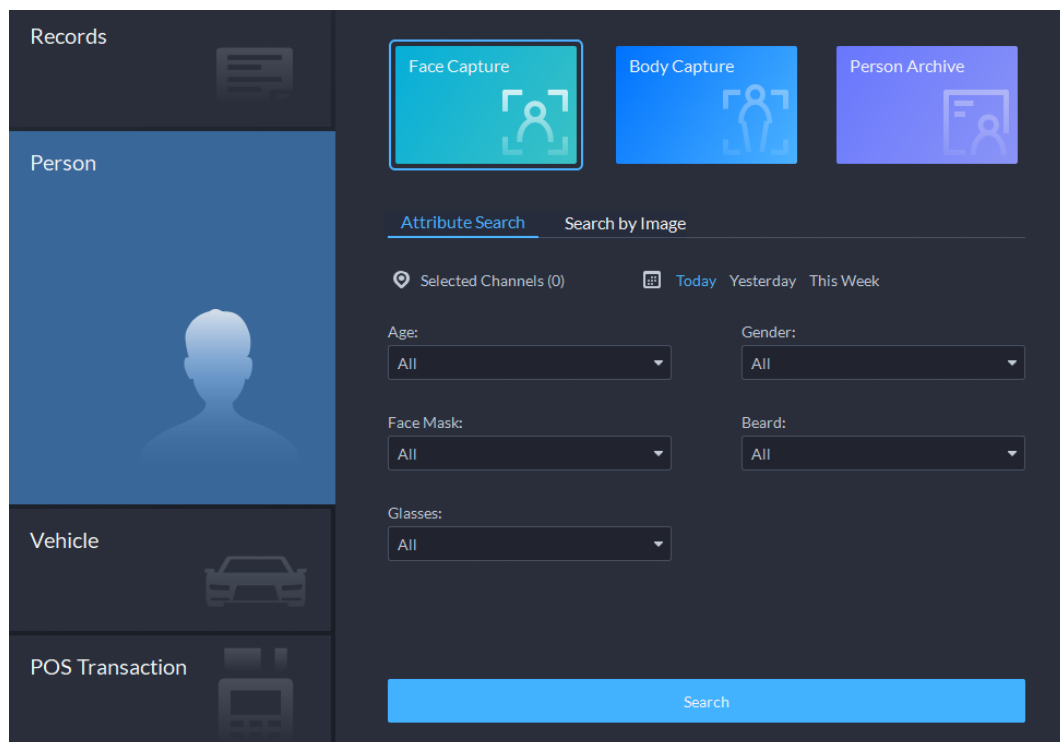 Records
Person
Vehicle
POS Transaction
Face Capture
Body Capture
Person Archive
Attribute Search
Search by Image
Selected Channels (0)
Today Yesterday This Week
Age:
All
Gender:
All
Face Mask:
All
Beard:
All
Glasses:
All
Search